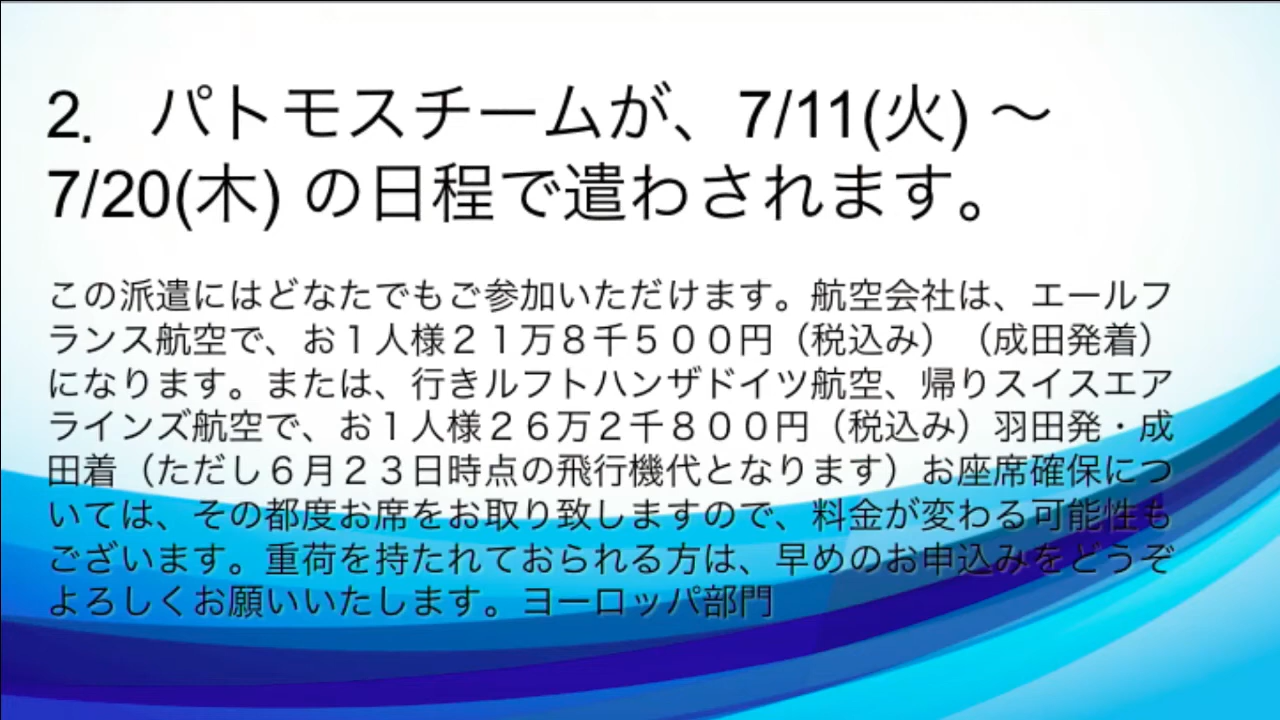 2. パトモスチームが、7/11(火) ～
7/20(木) の日程で遣わされます。
この派遣にはどなたでもご参加いただけます。航空会社は、エールフ
ランス航空で、お１人様２１万８千５００円（税込み）（成田発着）
になります。または、行きルフトハンザドイツ航空、帰りスイスエア
ラインズ航空で、お１人様２６万２千８００円（税込み）羽田発・成
田着（ただし６月２３日時点の飛行機代となります）お座席確保につ
いては、その都度お席をお取り致しますので、料金が変わる可能性も
ございます。重荷を持たれておられる方は、早めのお申込みをどうぞ
よろしくお願いいたします。ヨーロッパ部門